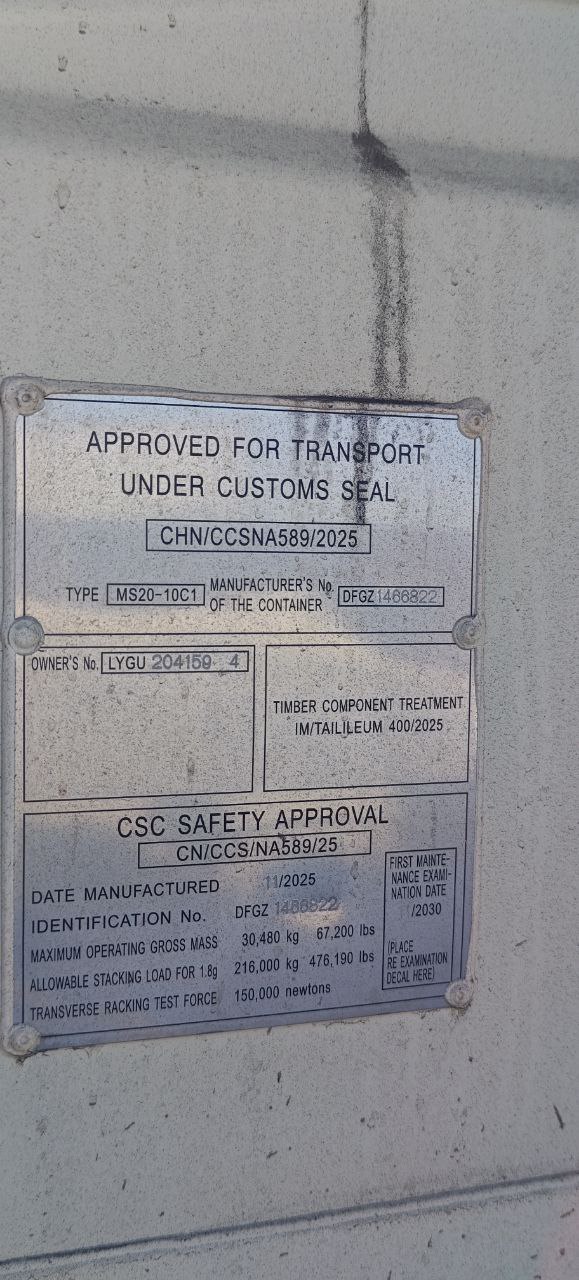 APPROVED FOR TRANSPORT
UNDER CUSTOMS SEAL
CHN/CCSNA589/2025
TYPE MS20-10C1 MANUFACTURER'S No. OF THE CONTAINER DFGZ 1466822
OWNER'S No. LYGU 204159 4
TIMBER COMPONENT TREATMENT
IM/TAILILEUM 400/2025
CSC SAFETY APPROVAL
CN/CCS/NA589/25
DATE MANUFACTURED 11/2025
IDENTIFICATION No. DFGZ 1466822
MAXIMUM OPERATING GROSS MASS 30,480 kg 67,200 lbs
ALLOWABLE STACKING LOAD FOR 1.8g 216,000 kg 476,190 lbs
TRANSVERSE RACKING TEST FORCE 150,000 newtons
FIRST MAINTE-
NANCE EXAMI-
NATION DATE
/2030
(PLACE
RE EXAMINATION
DECAL HERE)